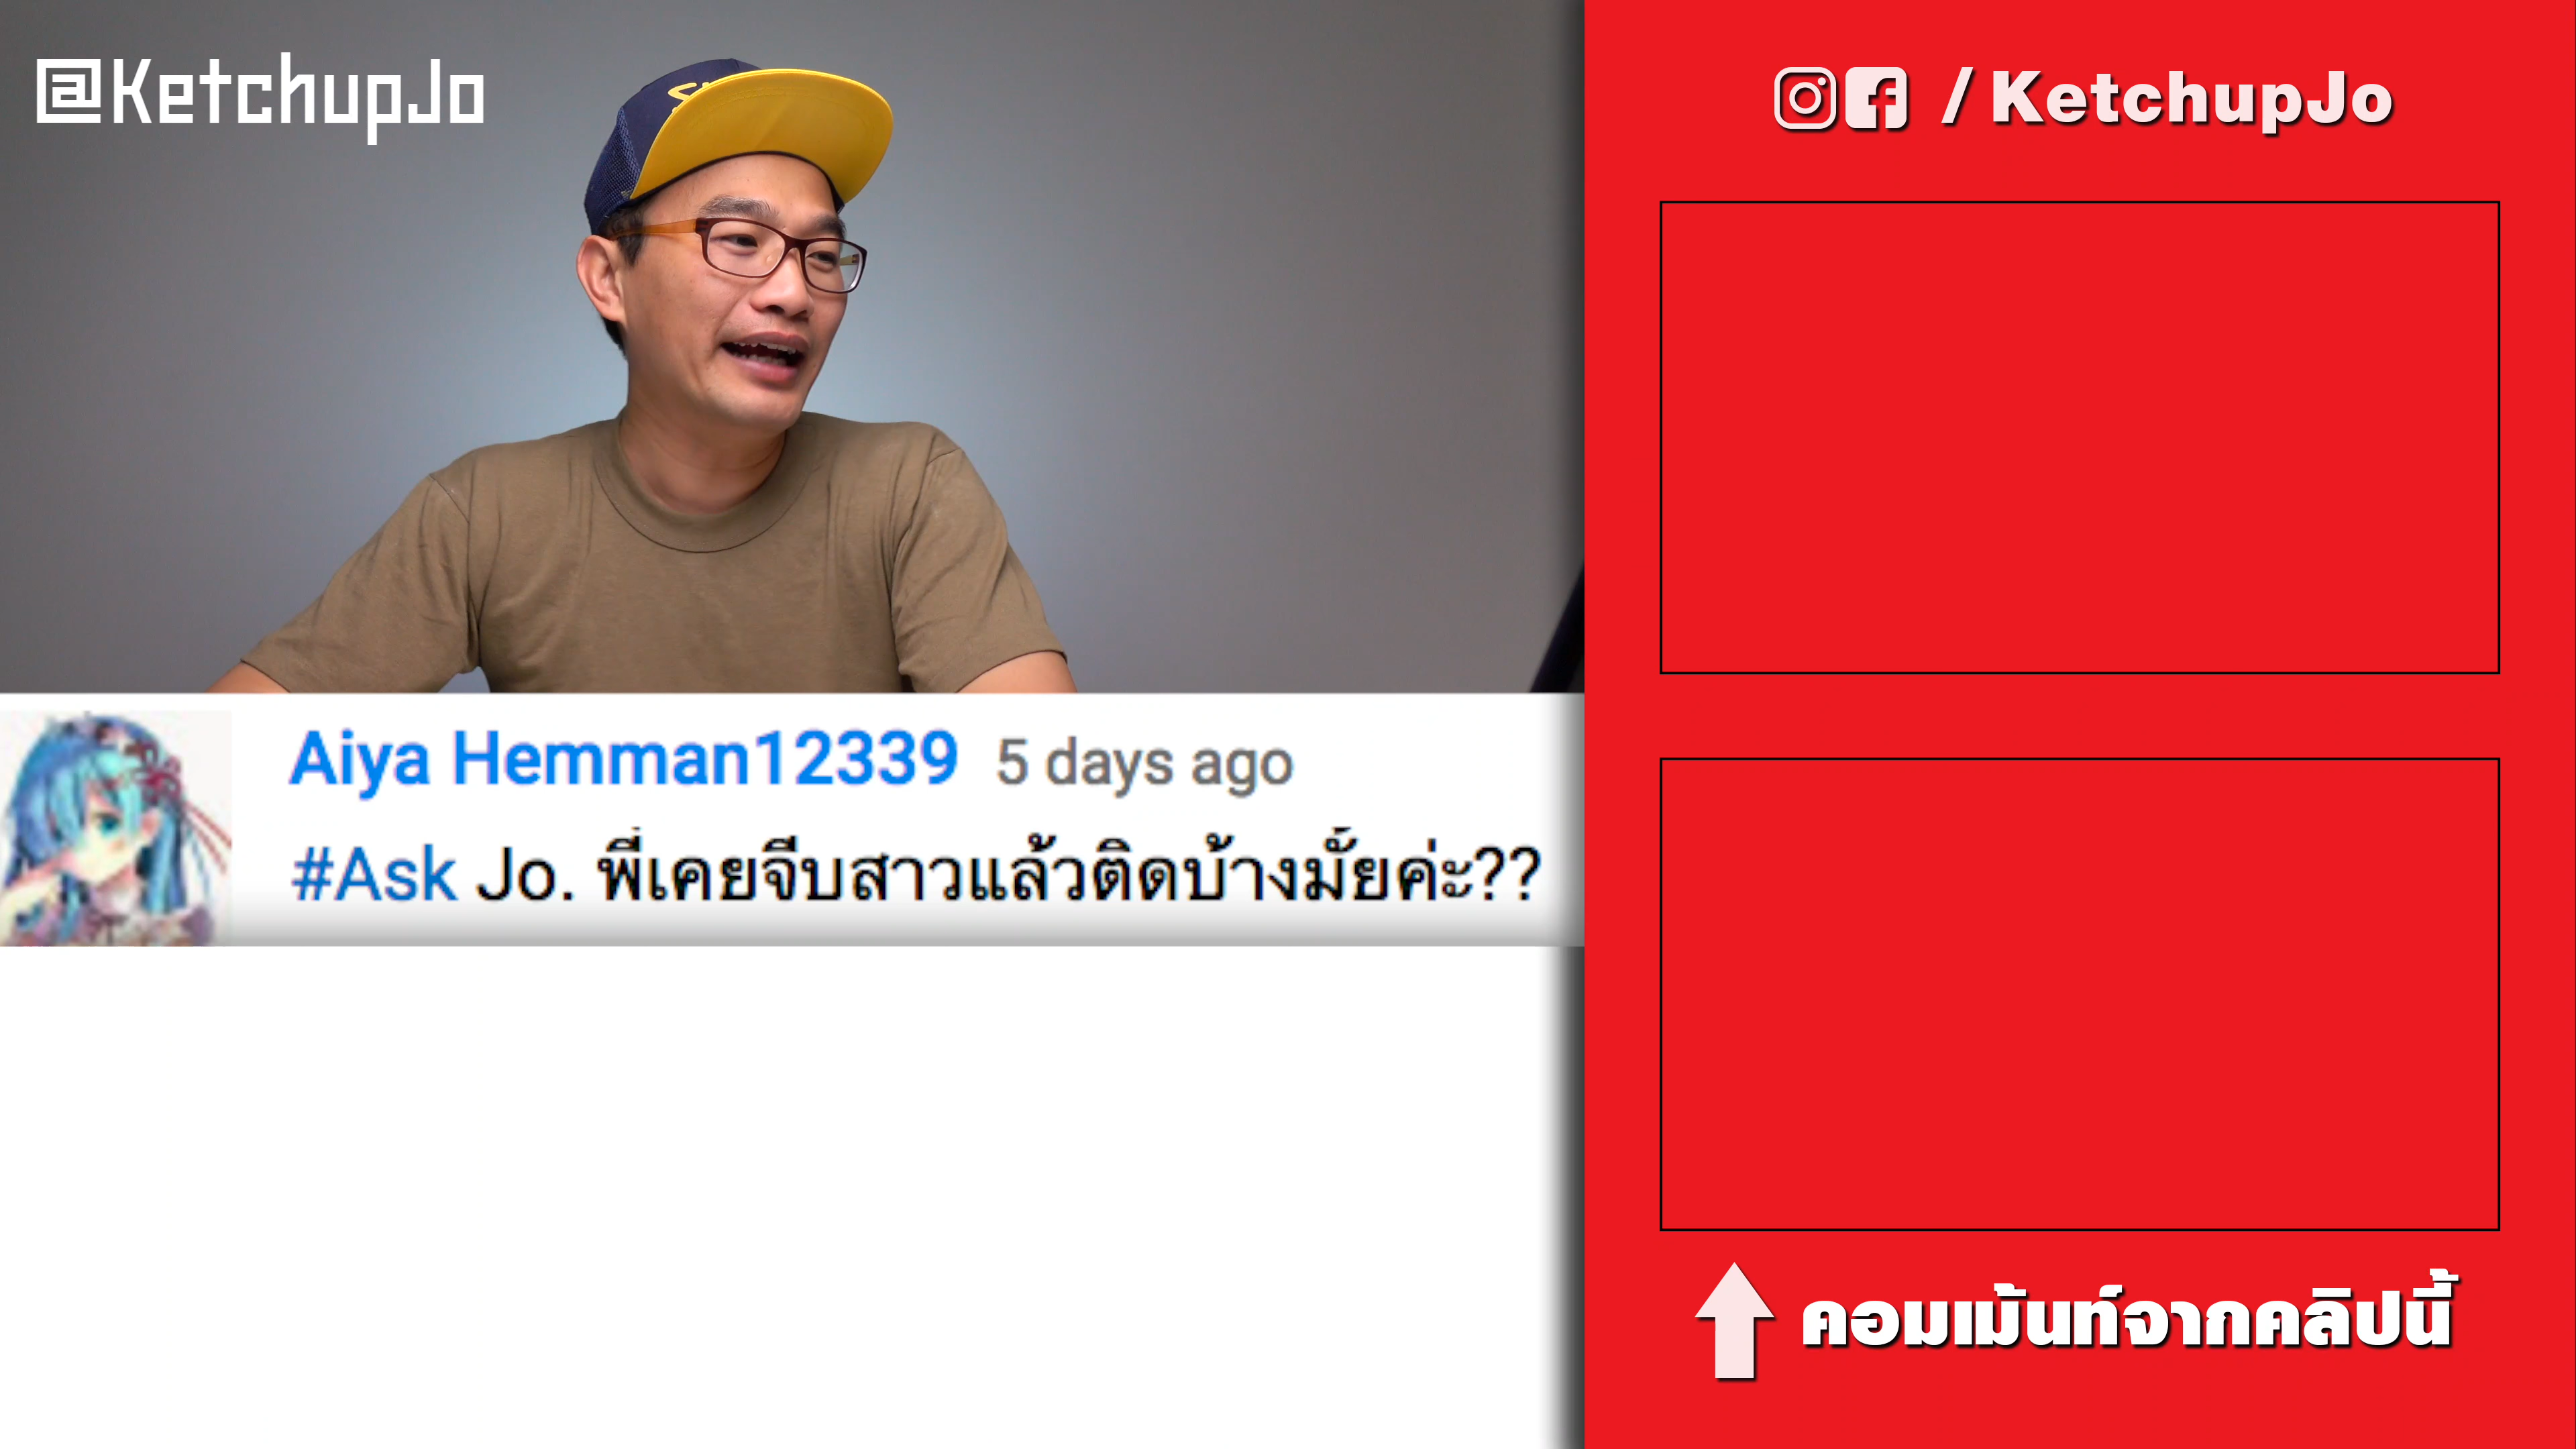 @KetchupJo
/ KetchupJo
Aiya Hemman12339 5 days ago
#Ask Jo. พี่เคยจีบสาวแล้วติดบ้างมั้ยค่ะ??
คอมเม้นท์จากคลิปนี้